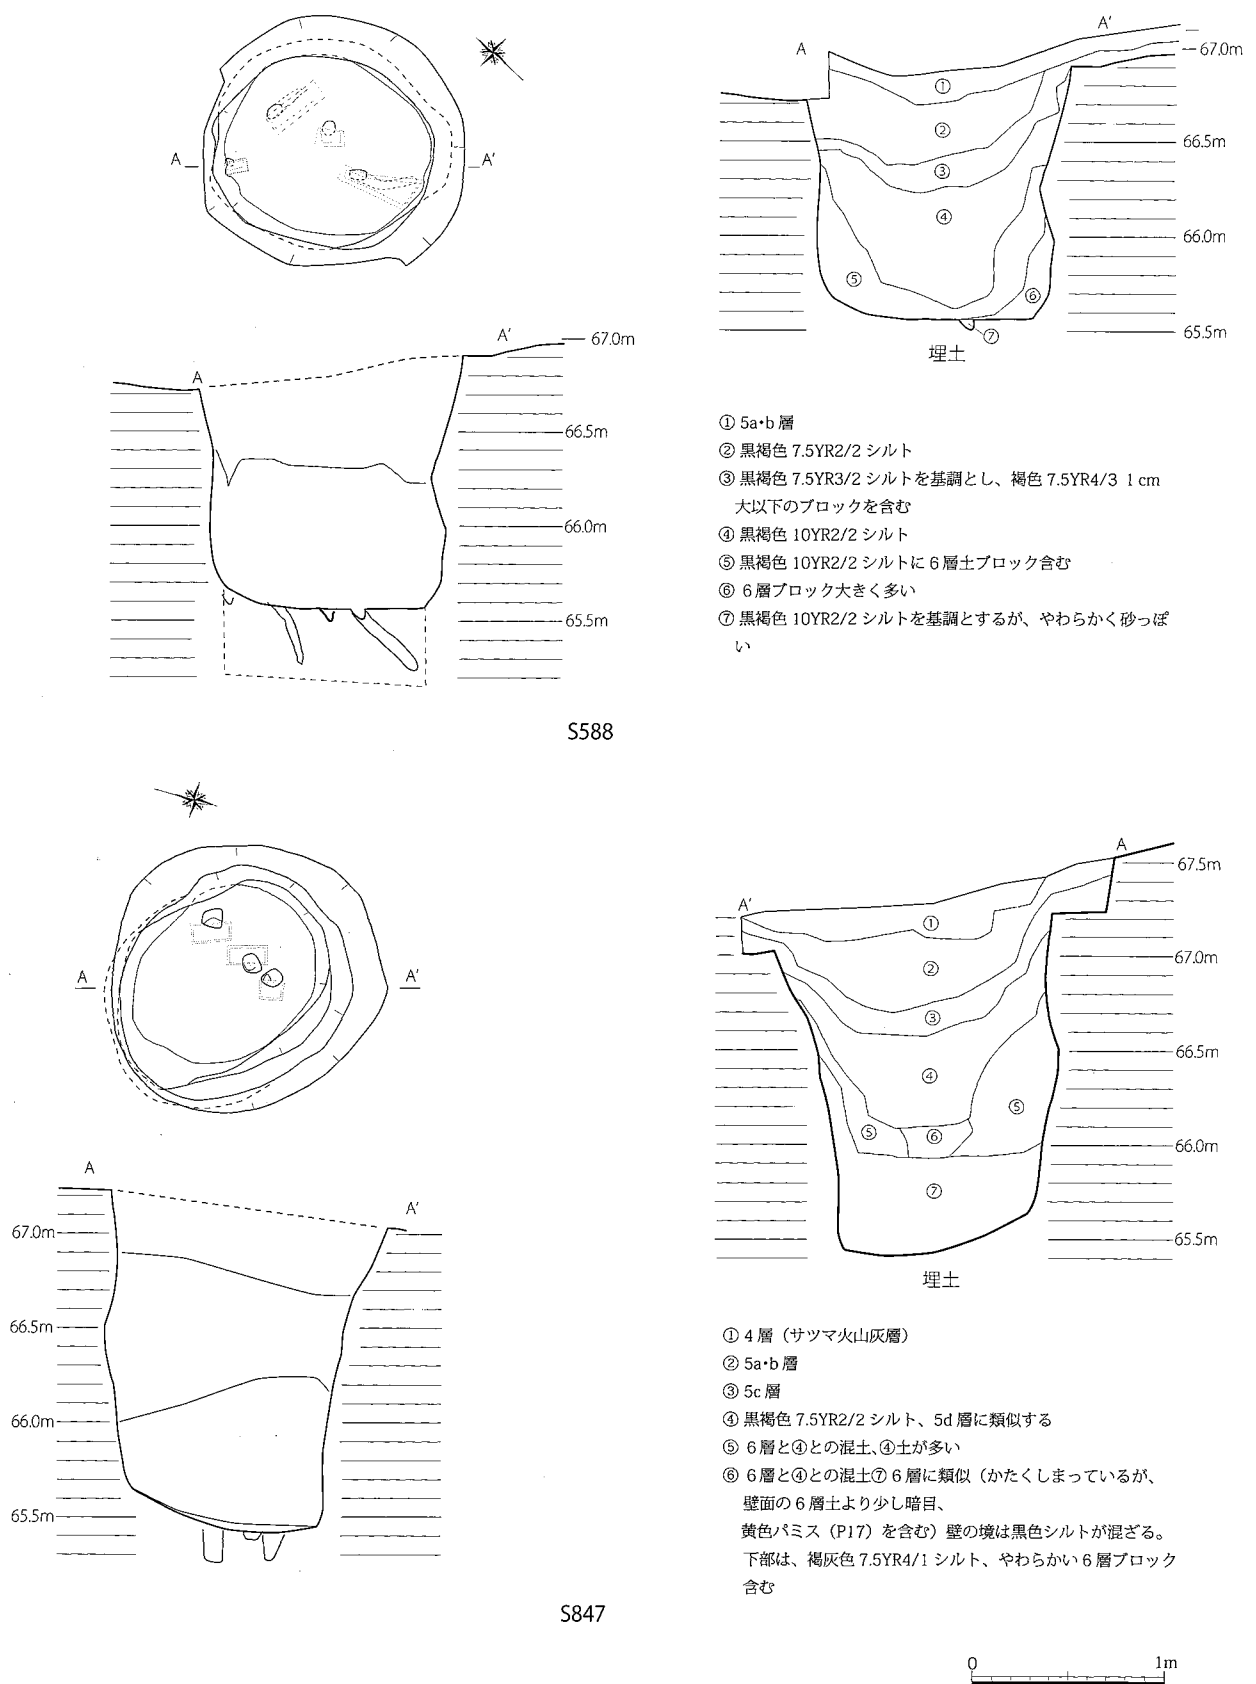 A
A'
A
A'
67.0m
66.5m
66.0m
65.5m
A
A'
67.0m
66.5m
66.0m
65.5m
①
②
③
④
⑤
⑥
⑦
埋土
① 5a・b 層
② 黒褐色 7.5YR2/2 シルト
③ 黒褐色 7.5YR3/2 シルトを基調とし、褐色 7.5YR4/3 1 cm
大以下のブロックを含む
④ 黒褐色 10YR2/2 シルト
⑤ 黒褐色 10YR2/2 シルトに 6 層土ブロック含む
⑥ 6 層ブロック大きく多い
⑦ 黒褐色 10YR2/2 シルトを基調とするが、やわらかく砂っぽ
い
S588
A
A'
A
A'
67.0m
66.5m
66.0m
65.5m
A
A'
67.5m
67.0m
66.5m
66.0m
65.5m
①
②
③
④
⑤
⑤
⑥
⑦
埋土
① 4 層（サツマ火山灰層）
② 5a・b 層
③ 5c 層
④ 黒褐色 7.5YR2/2 シルト、5d 層に類似する
⑤ 6 層と④との混土、④土が多い
⑥ 6 層と④との混土⑦ 6 層に類似（かたくしまっているが、
壁面の 6 層土より少し暗目、
黄色パミス（P17）を含む）壁の境は黒色シルトが混ざる。
下部は、褐灰色 7.5YR4/1 シルト、やわらかい 6 層ブロック
含む
S847
0 1m